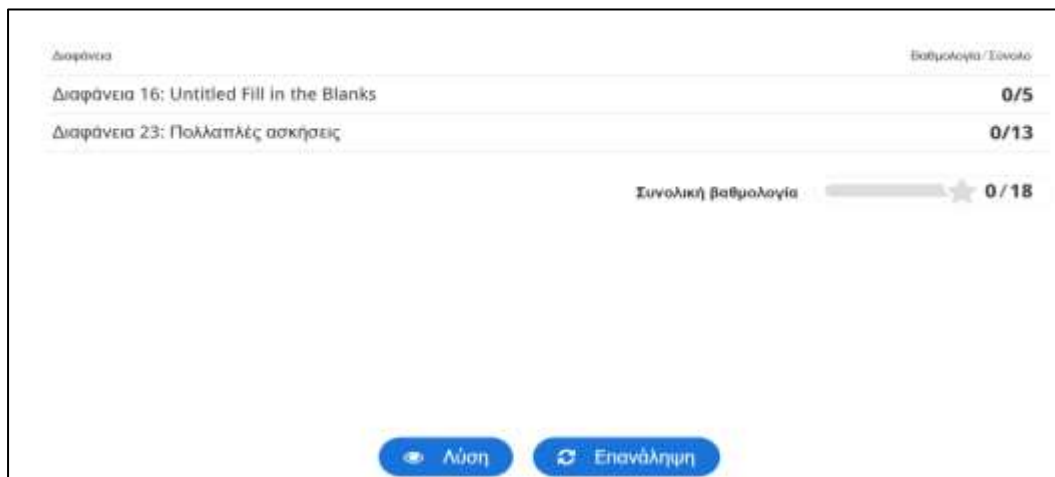 Διαφάνεια Βαθμολογία/Σύνολο
Διαφάνεια 16: Untitled Fill in the Blanks 0/5
Διαφάνεια 23: Πολλαπλές ασκήσεις 0/13
Συνολική βαθμολογία 0/18
Λύση Επανάληψη